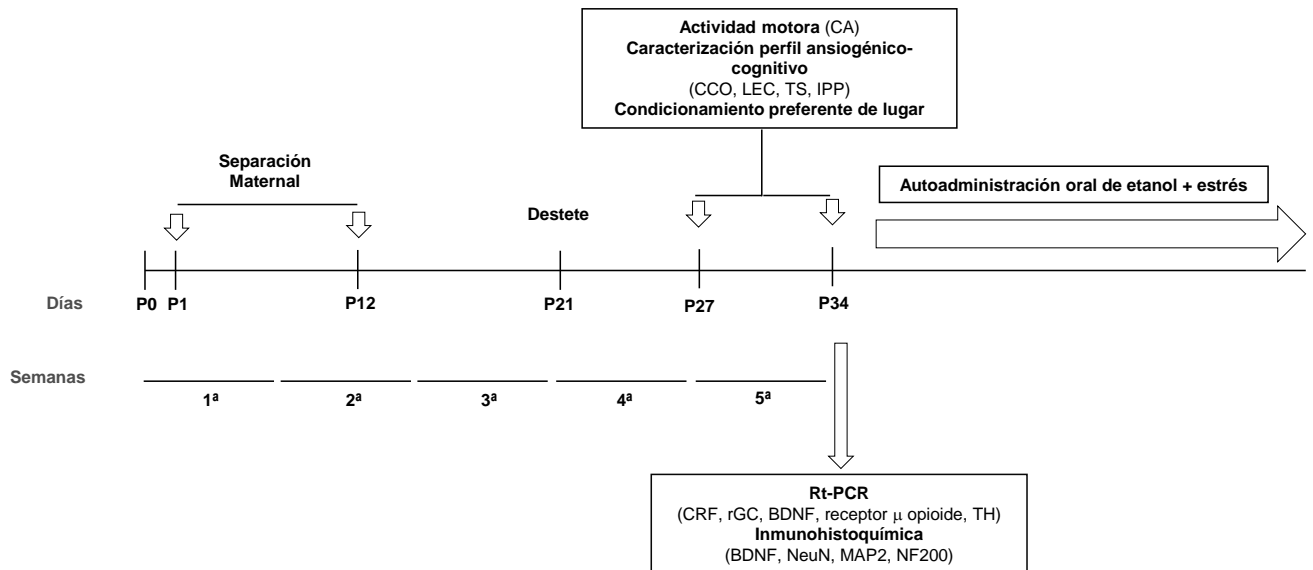 Actividad motora (CA)
Caracterización perfil ansiogénico-
cognitivo
(CCO, LEC, TS, IPP)
Condicionamiento preferente de lugar
Separación
Maternal
Destete
Autoadministración oral de etanol + estrés
Días
P0
P1
P12
P21
P27
P34
Semanas
1ª
2ª
3ª
4ª
5ª
Rt-PCR
(CRF, rGC, BDNF, receptor μ opioide, TH)
Inmunohistoquímica
(BDNF, NeuN, MAP2, NF200)